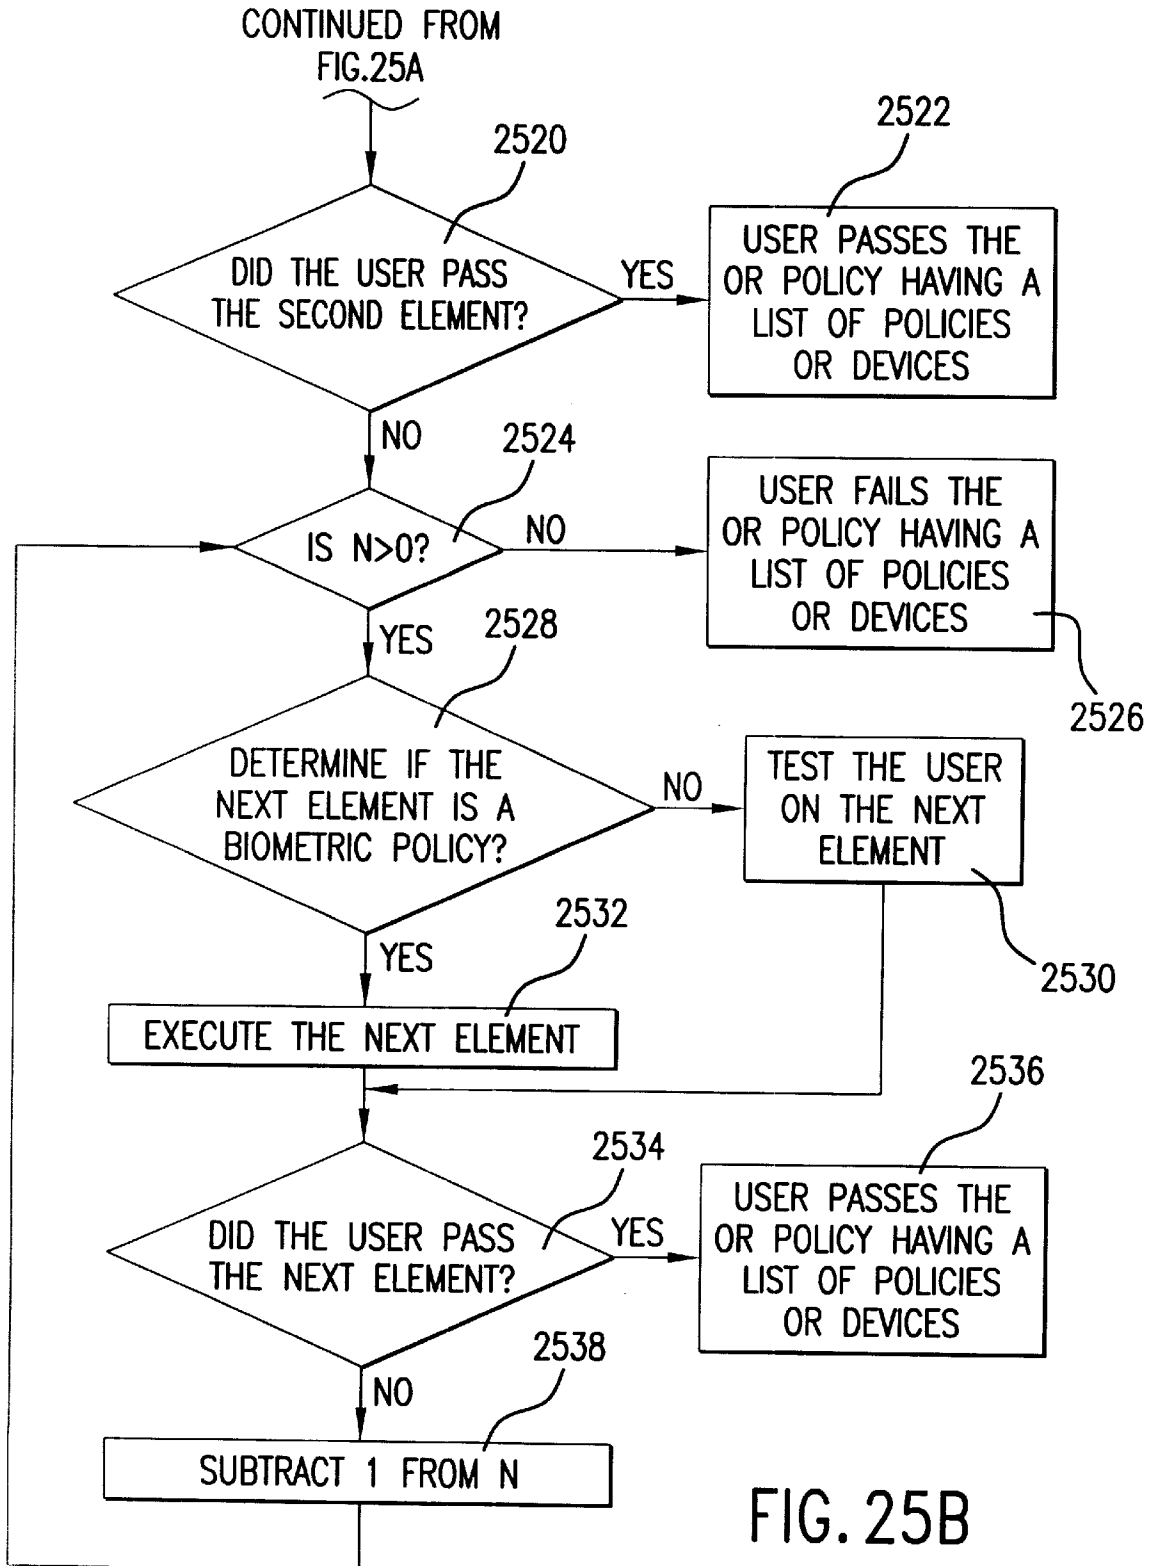 CONTINUED FROM
FIG.25A
2520
2522
DID THE USER PASS
THE SECOND ELEMENT?
YES
USER PASSES THE
OR POLICY HAVING A
LIST OF POLICIES
OR DEVICES
NO
2524
IS N>0?
NO
USER FAILS THE
OR POLICY HAVING A
LIST OF POLICIES
OR DEVICES
2526
YES
2528
DETERMINE IF THE
NEXT ELEMENT IS A
BIOMETRIC POLICY?
NO
TEST THE USER
ON THE NEXT
ELEMENT
2530
YES
2532
EXECUTE THE NEXT ELEMENT
2534
2536
DID THE USER PASS
THE NEXT ELEMENT?
YES
USER PASSES THE
OR POLICY HAVING A
LIST OF POLICIES
OR DEVICES
NO
2538
SUBTRACT 1 FROM N
FIG. 25B